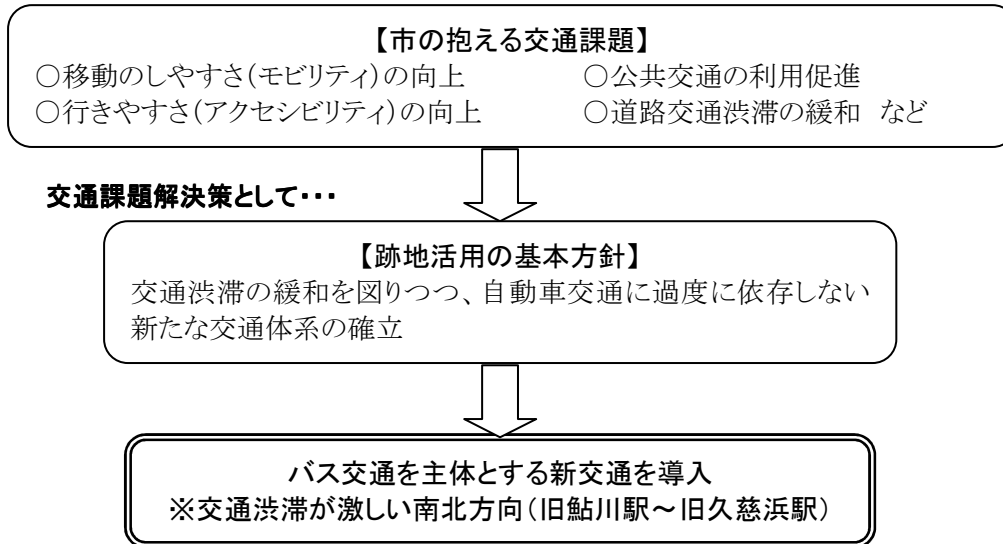 【市の抱える交通課題】
○移動のしやすさ(モビリティ)の向上　○公共交通の利用促進
○行きやすさ(アクセシビリティ)の向上　○道路交通渋滞の緩和　など
交通課題解決策として・・・
【跡地活用の基本方針】
交通渋滞の緩和を図りつつ、自動車交通に過度に依存しない
新たな交通体系の確立
バス交通を主体とする新交通を導入
※交通渋滞が激しい南北方向(旧鮎川駅～旧久慈浜駅)